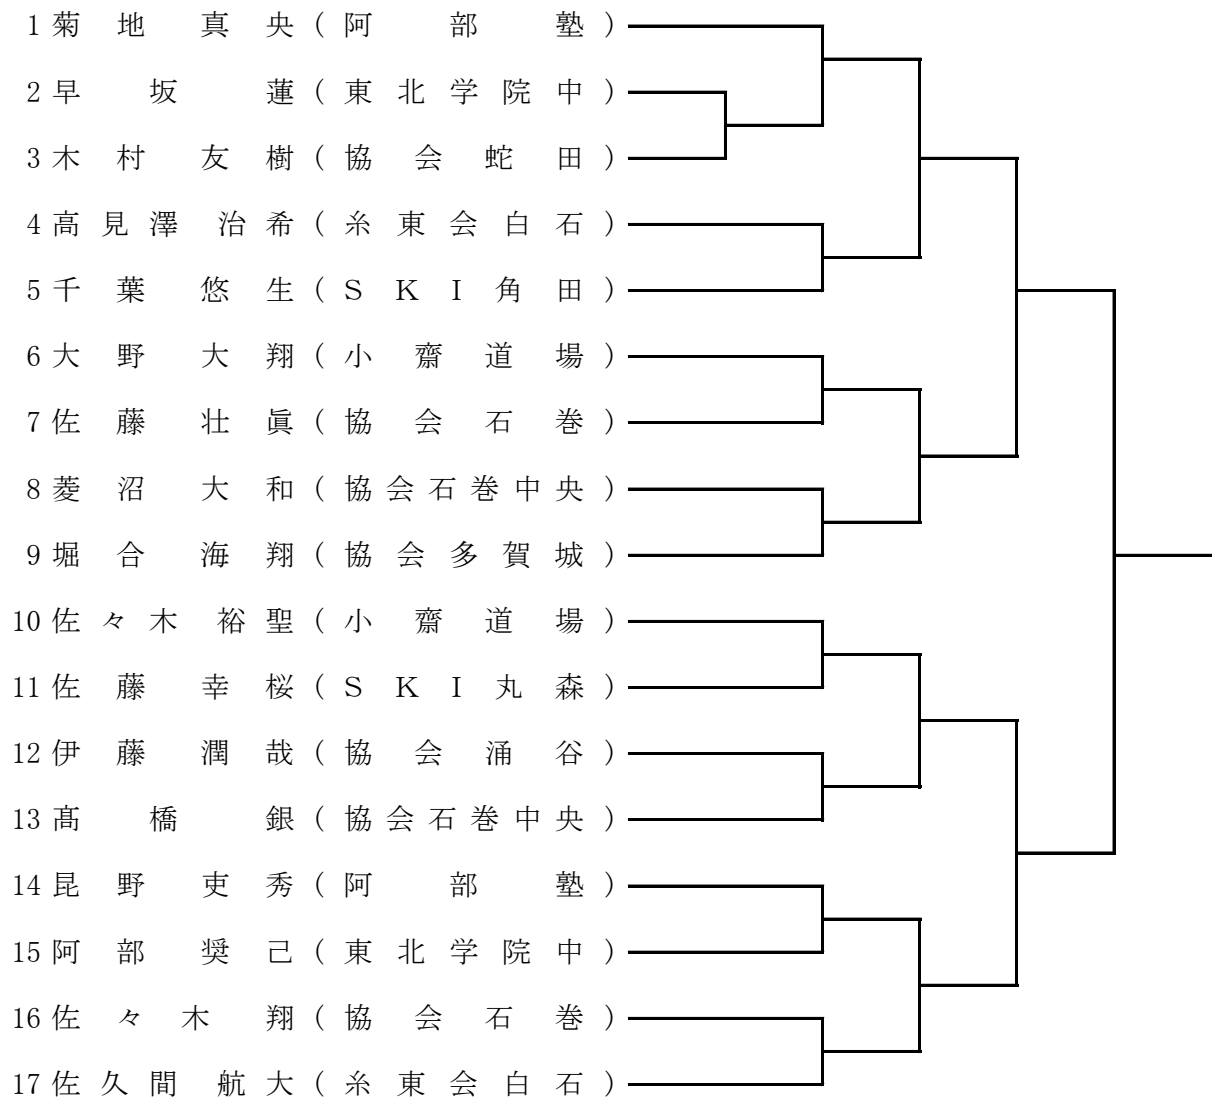 1 菊地真央 (阿部塾)
2 早坂蓮 (東北学院中)
3 木村友樹 (協会蛇田)
4 高見澤治希 (糸東会白石)
5 千葉悠生 (SKI角田)
6 大野大翔 (小齋道場)
7 佐藤壮眞 (協会石巻)
8 菱沼大和 (協会石巻中央)
9 堀合海翔 (協会多賀城)
10 佐々木裕聖 (小齋道場)
11 佐藤幸桜 (SKI丸森)
12 伊藤潤哉 (協会涌谷)
13 髙橋銀 (協会石巻中央)
14 昆野吏秀 (阿部塾)
15 阿部奨己 (東北学院中)
16 佐々木翔 (協会石巻)
17 佐久間航大 (糸東会白石)